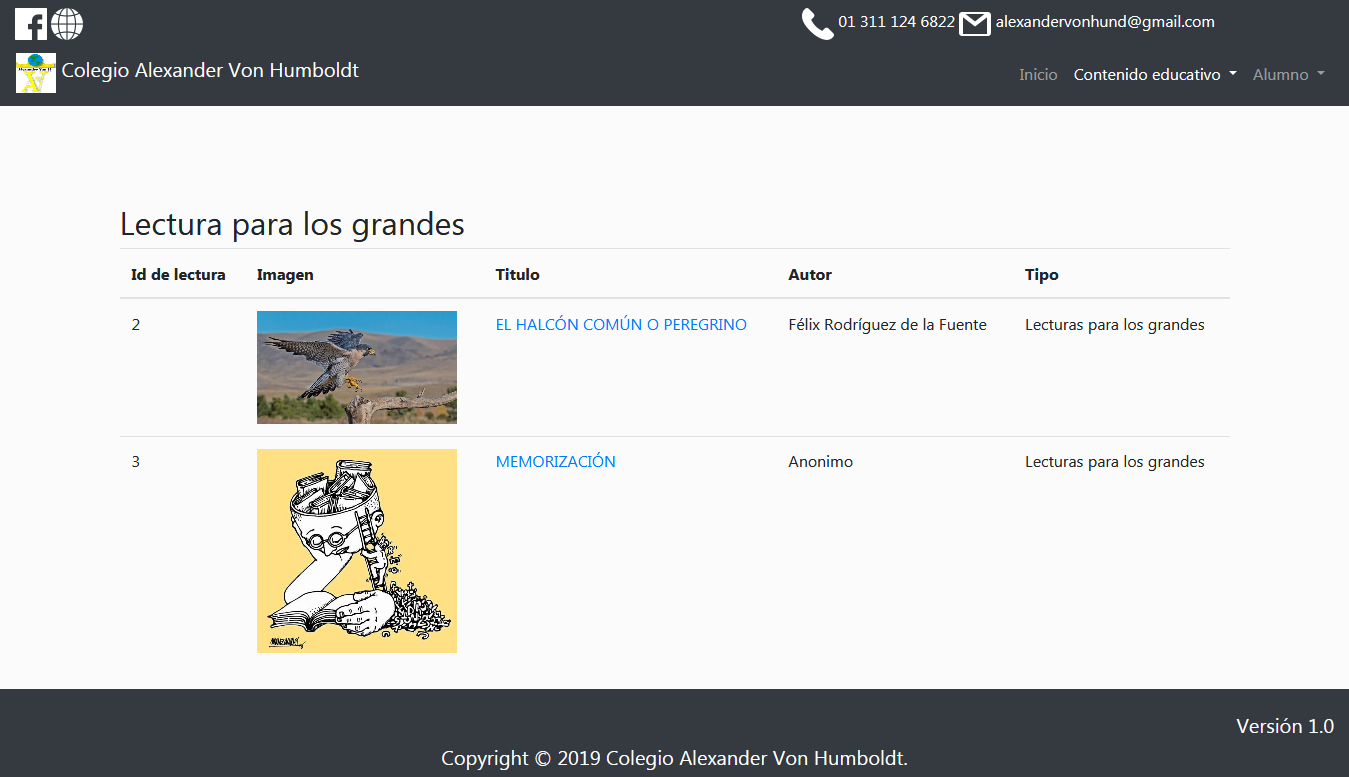 01 311 124 6822 alexandervonhund@gmail.com
Colegio Alexander Von Humboldt
Inicio Contenido educativo Alumno
Lectura para los grandes
Id de lectura Imagen Titulo Autor Tipo
2 EL HALCÓN COMÚN O PEREGRINO Félix Rodríguez de la Fuente Lecturas para los grandes
3 MEMORIZACIÓN Anonimo Lecturas para los grandes
Versión 1.0
Copyright © 2019 Colegio Alexander Von Humboldt.